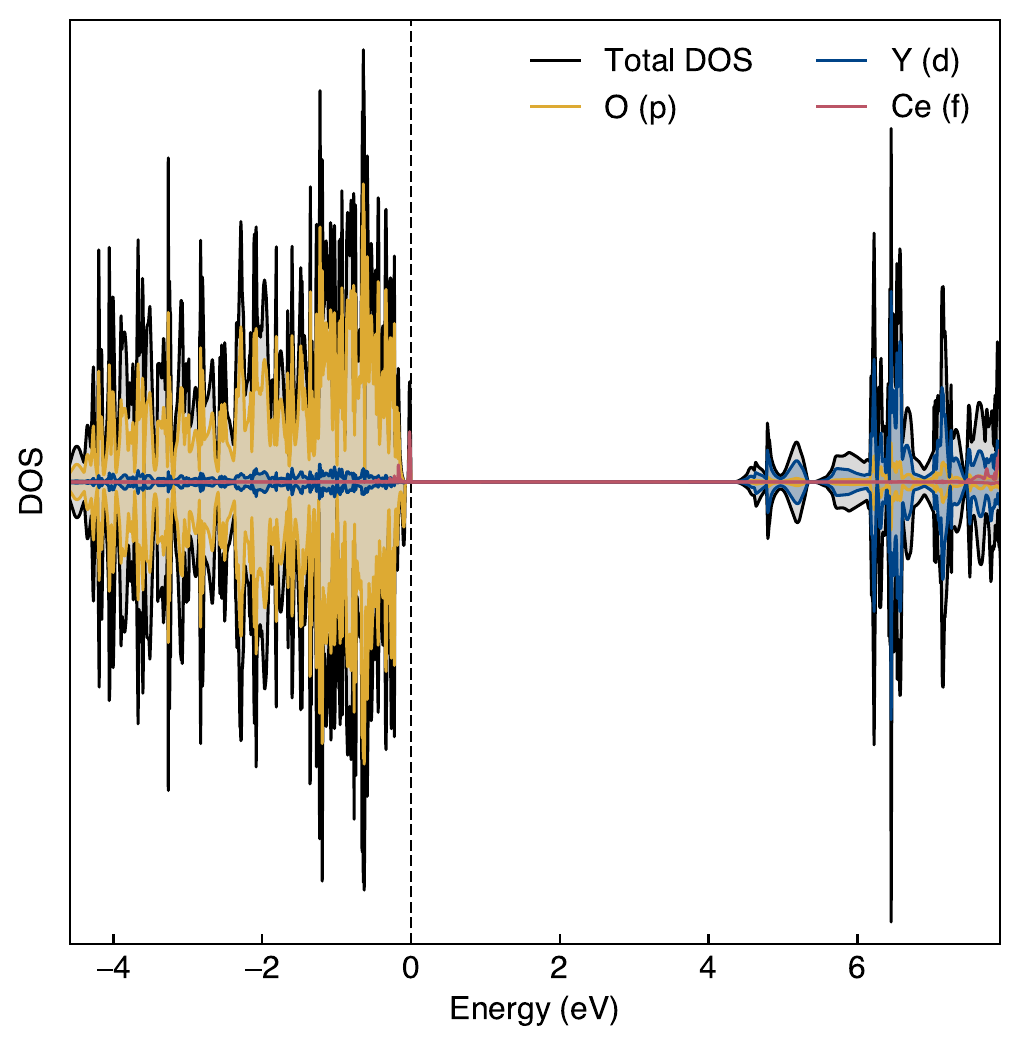 Total DOS
O (p)
Y (d)
Ce (f)
DOS
−4
−2
0
2
4
6
Energy (eV)